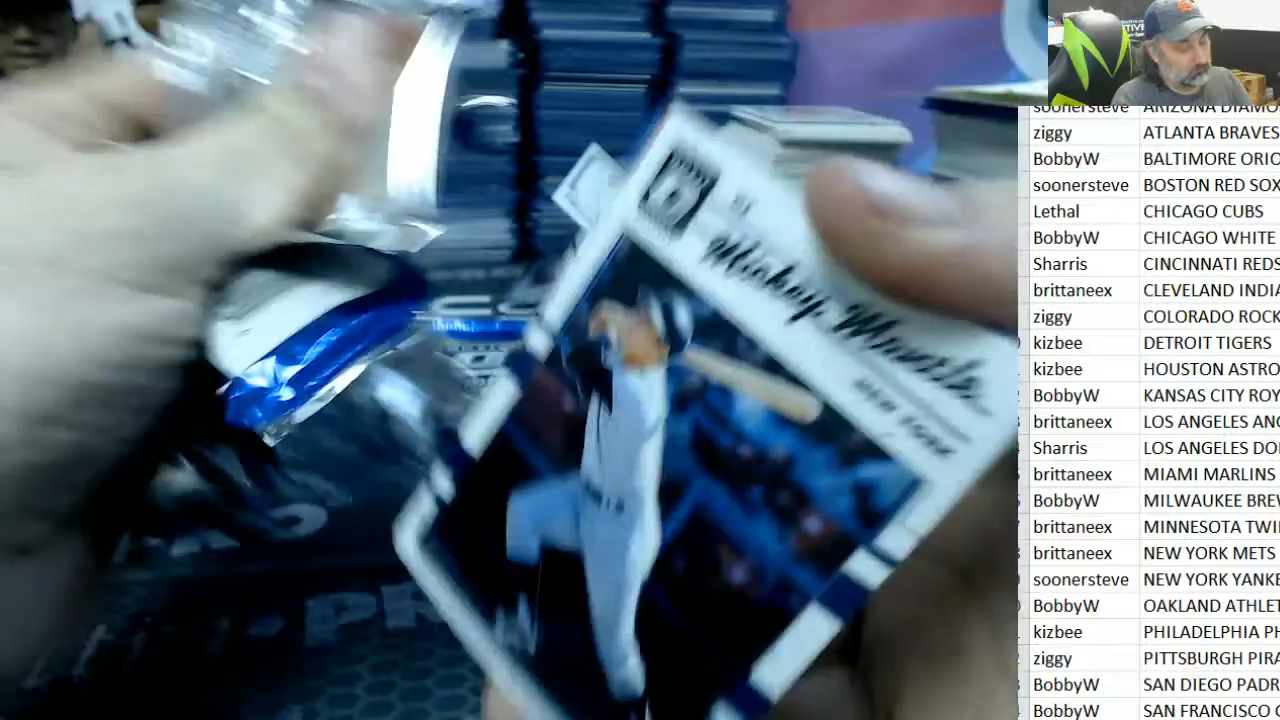 Mickey Mantle
NEW YORK
soonersteve ARIZONA DIAMO
ziggy ATLANTA BRAVES
BobbyW BALTIMORE ORIO
soonersteve BOSTON RED SOX
Lethal CHICAGO CUBS
BobbyW CHICAGO WHITE
Sharris CINCINNATI REDS
brittaneex CLEVELAND INDIA
ziggy COLORADO ROCK
kizbee DETROIT TIGERS
kizbee HOUSTON ASTRO
BobbyW KANSAS CITY ROY
brittaneex LOS ANGELES ANG
Sharris LOS ANGELES DO
brittaneex MIAMI MARLINS
BobbyW MILWAUKEE BREV
brittaneex MINNESOTA TWI
brittaneex NEW YORK METS
soonersteve NEW YORK YANKE
BobbyW OAKLAND ATHLET
kizbee PHILADELPHIA PH
ziggy PITTSBURGH PIRA
BobbyW SAN DIEGO PADR
BobbyW SAN FRANCISCO G